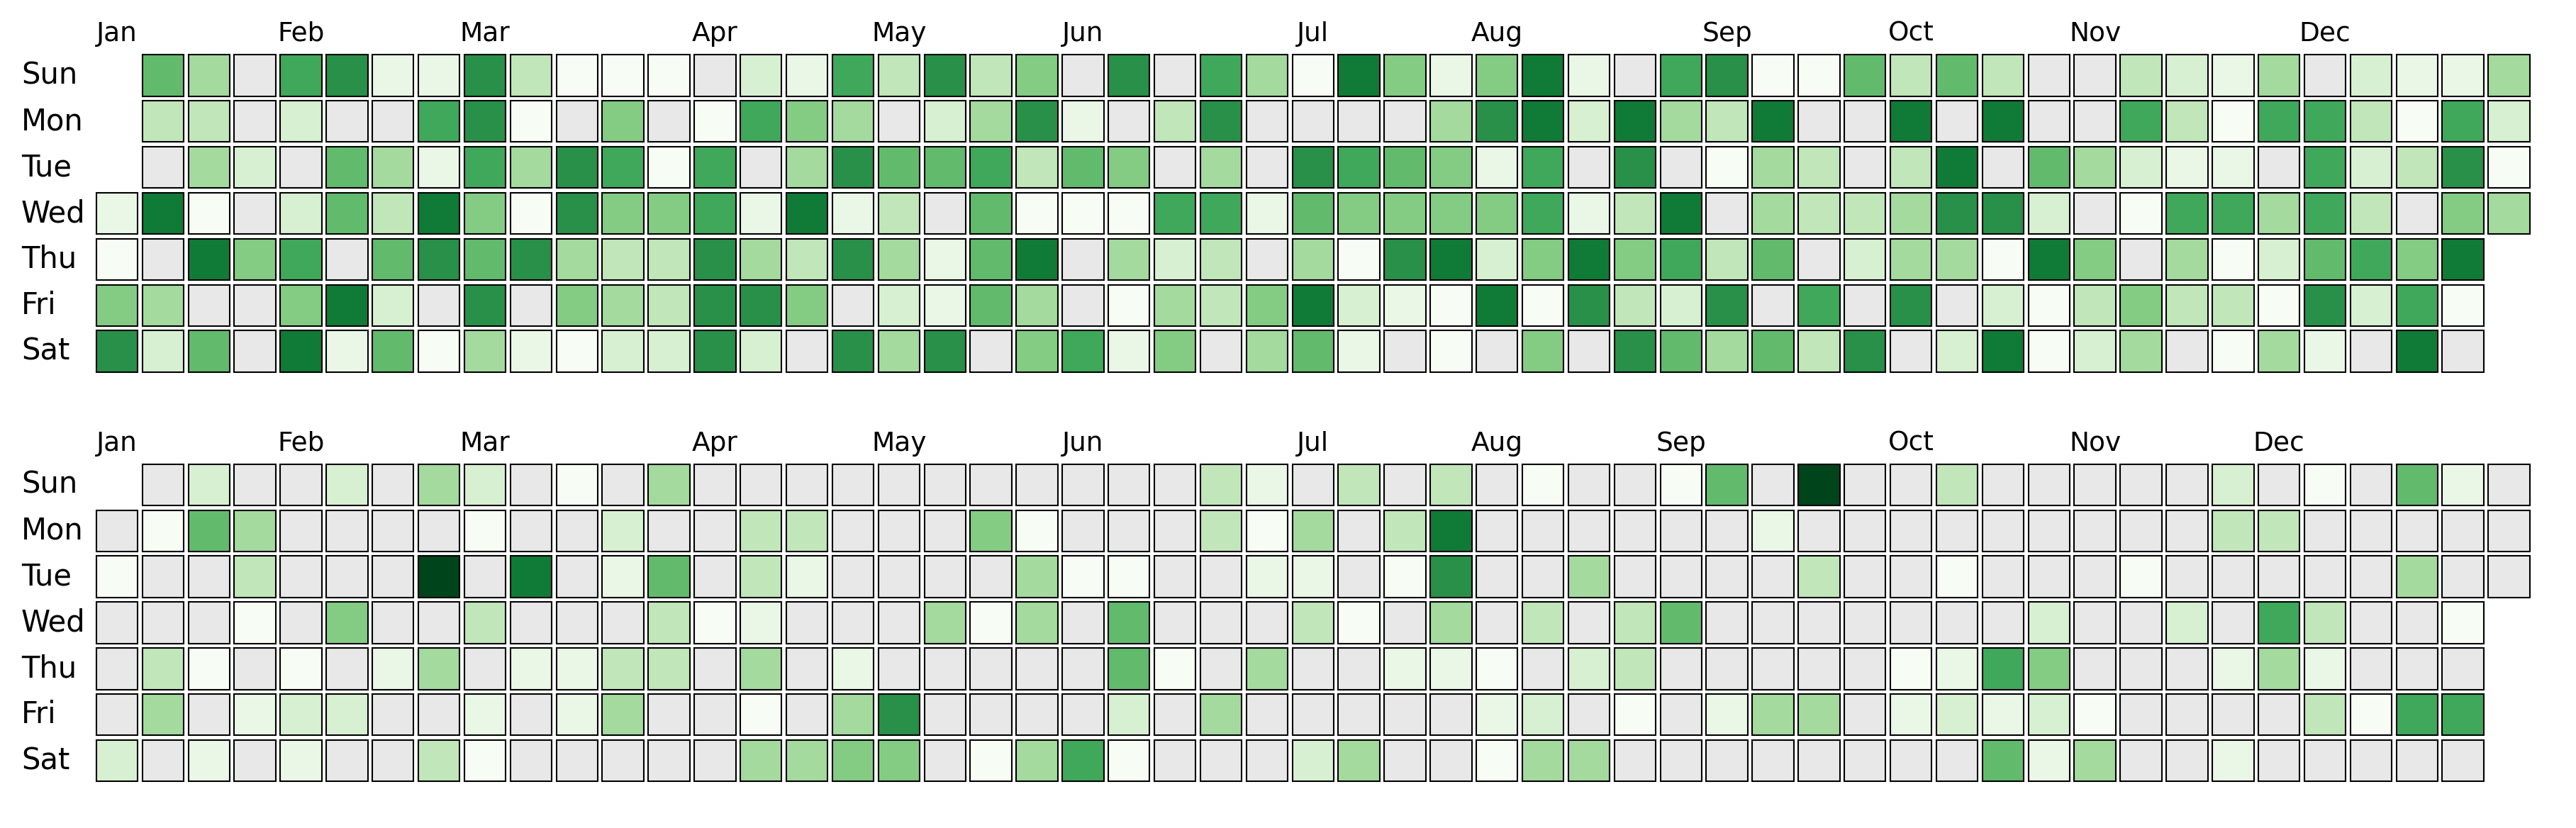 Jan Feb Mar Apr May Jun Jul Aug Sep Oct Nov Dec
Sun
Mon
Tue
Wed
Thu
Fri
Sat
Jan Feb Mar Apr May Jun Jul Aug Sep Oct Nov Dec
Sun
Mon
Tue
Wed
Thu
Fri
Sat